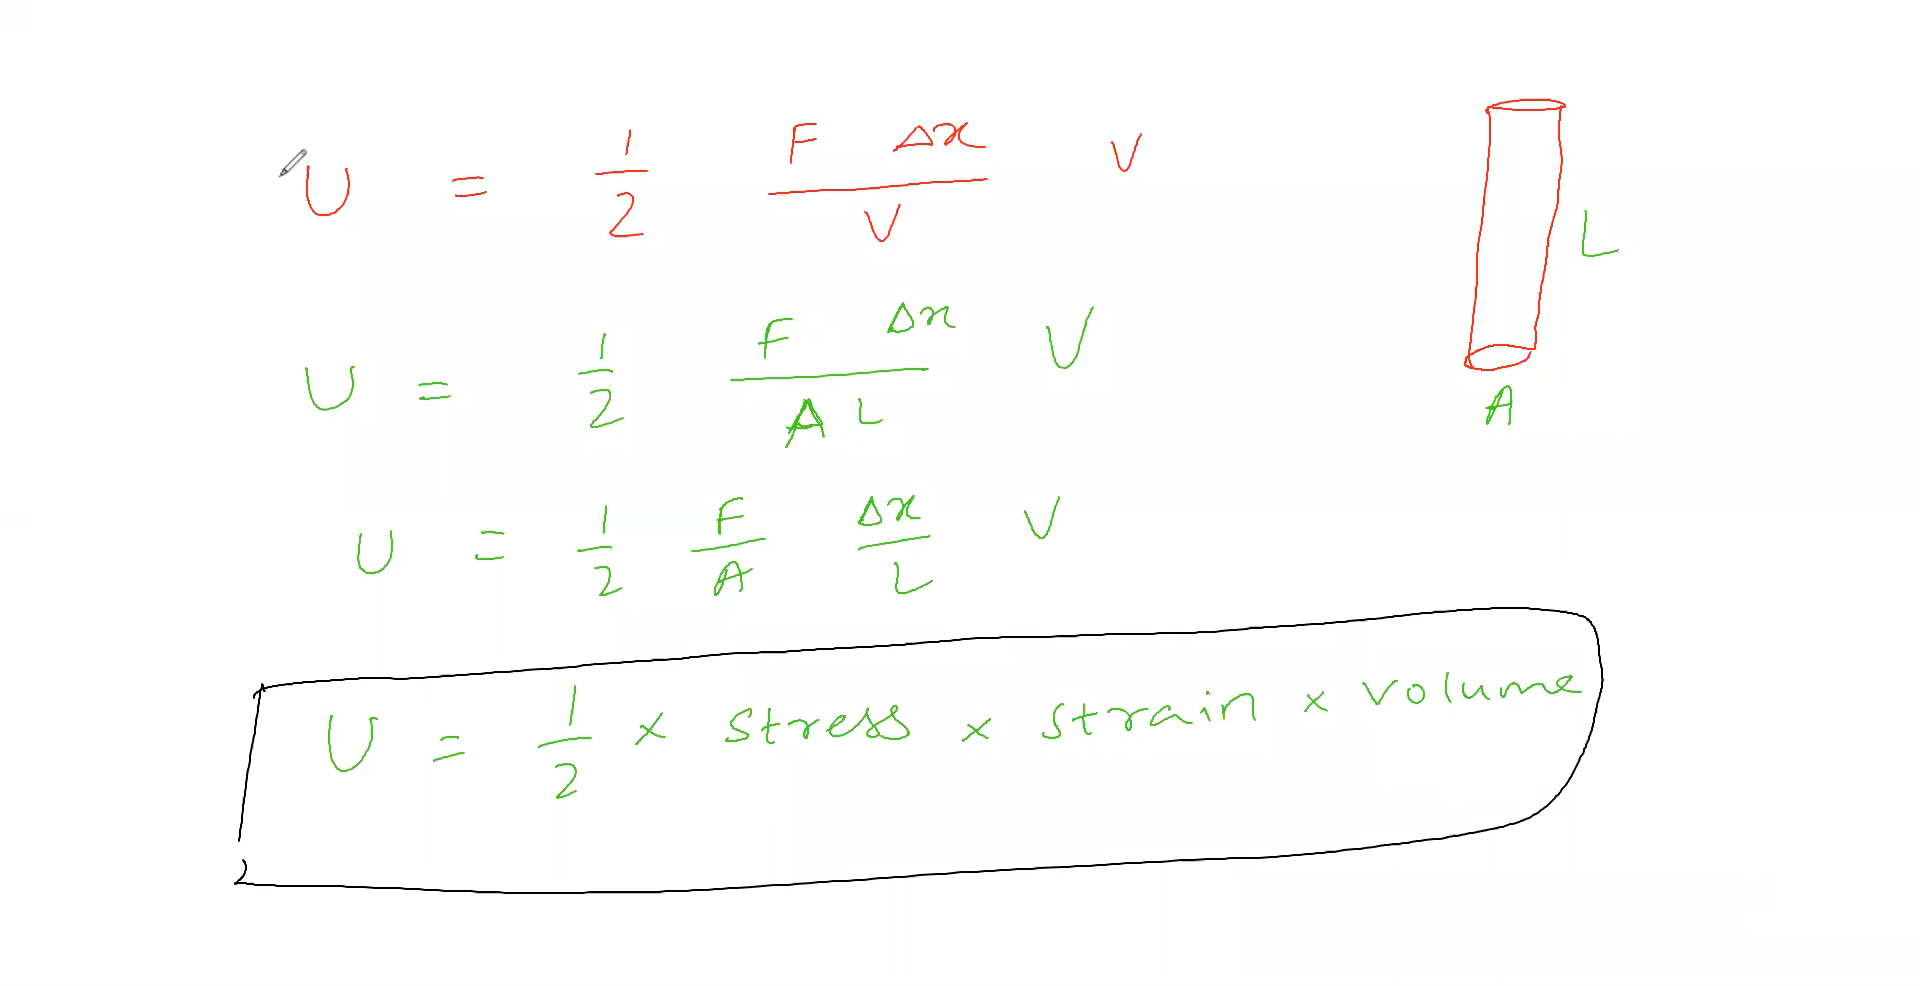 U = 1/2 F Δx / V V
L
U = 1/2 F Δx / A L V
A
U = 1/2 F/A Δx/L V
U = 1/2 x stress x strain x volume